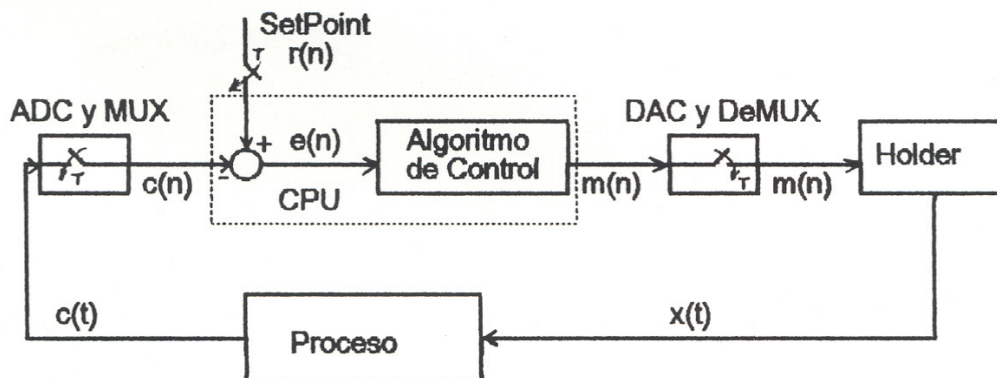 SetPoint
T
r(n)
ADC y MUX
DAC y DeMUX
+
e(n)
Algoritmo
de Control
Holder
T
c(n)
-
CPU
m(n)
T
m(n)
c(t)
x(t)
Proceso